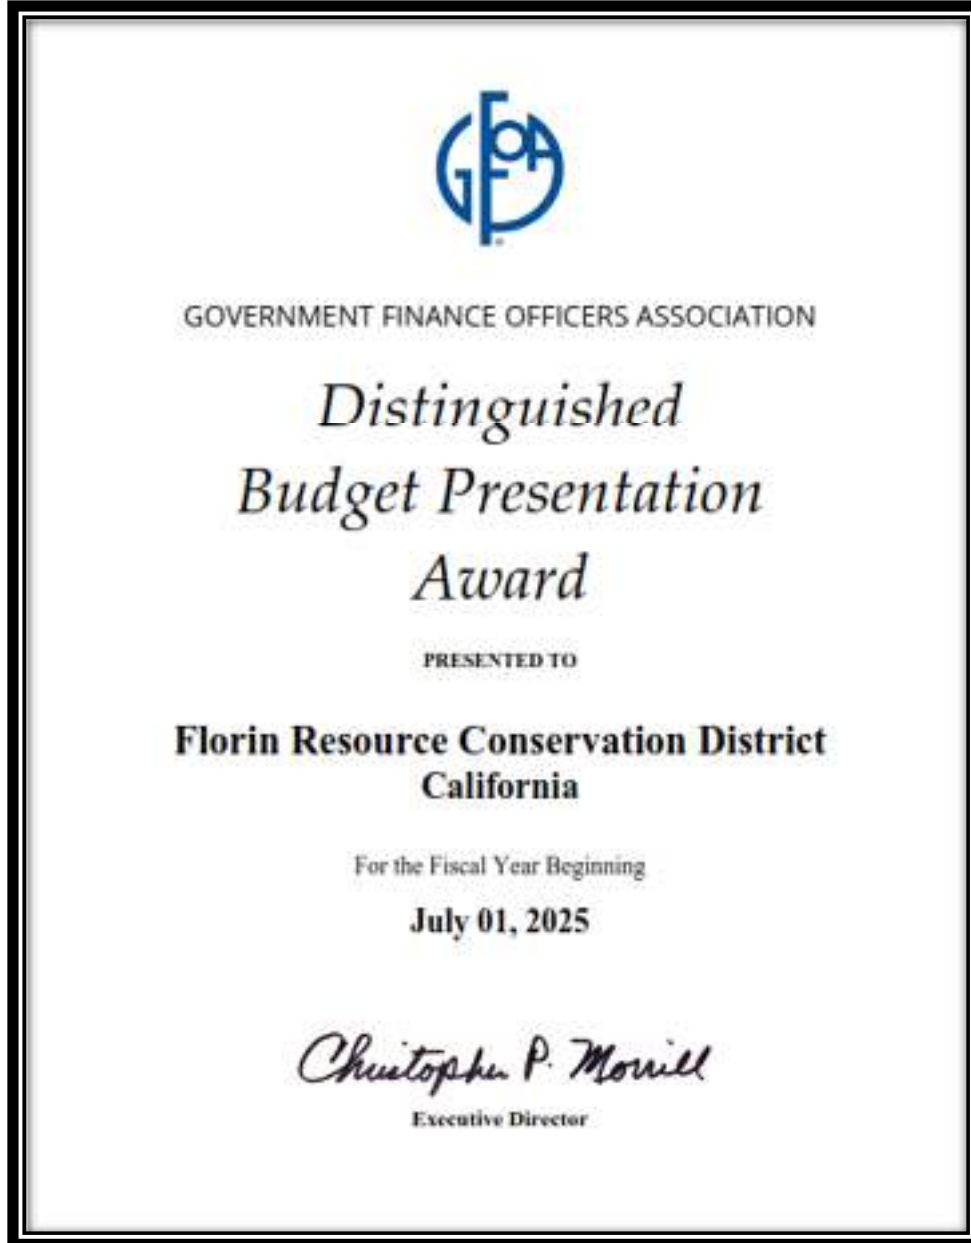 GFOA
GOVERNMENT FINANCE OFFICERS ASSOCIATION
Distinguished
Budget Presentation
Award
PRESENTED TO
Florin Resource Conservation District
California
For the Fiscal Year Beginning
July 01, 2025
Christopher P. Morrill
Executive Director